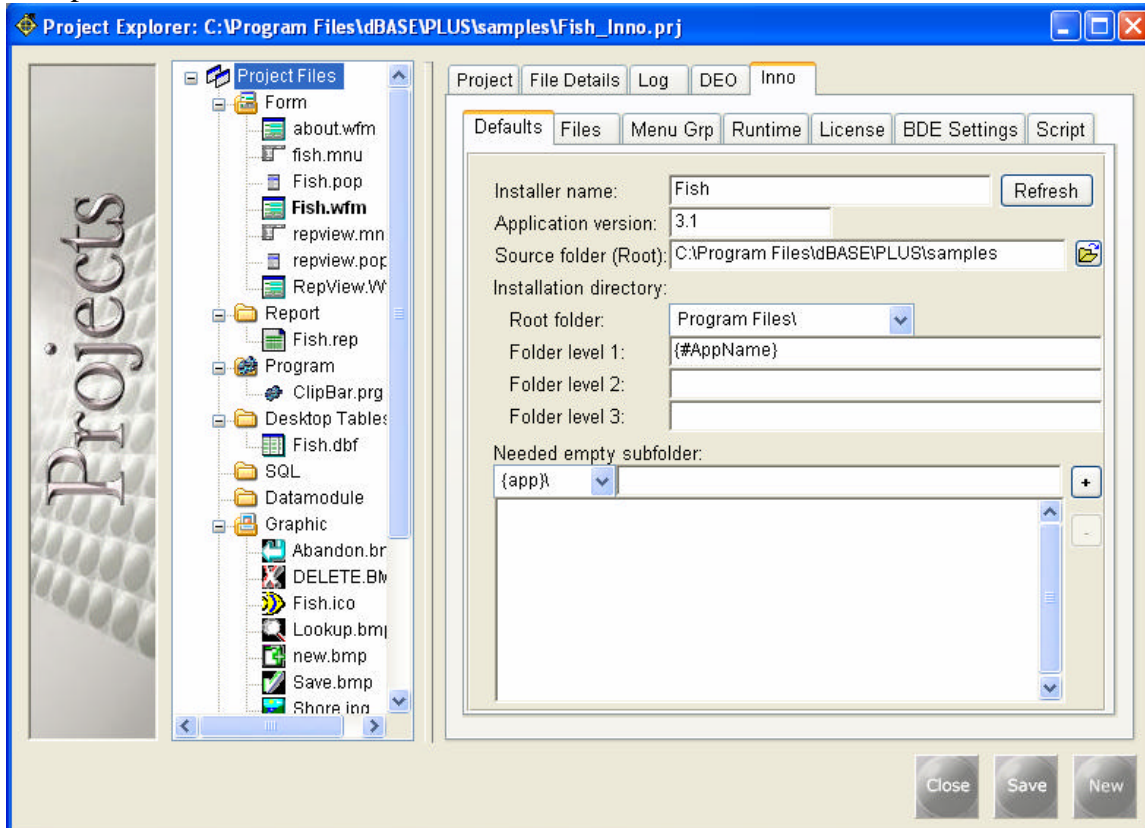 Project Explorer: C:\Program Files\dBASE\PLUS\samples\Fish_Inno.prj
Projects
Project Files
Form
about.wfm
fish.mnu
Fish.pop
Fish.wfm
repview.mn
repview.pop
RepView.W
Report
Fish.rep
Program
ClipBar.prg
Desktop Tables
Fish.dbf
SQL
Datamodule
Graphic
Abandon.br
DELETE.BM
Fish.ico
Lookup.bmp
new.bmp
Save.bmp
Shore.jpg
Project File Details Log DEO Inno
Defaults Files Menu Grp Runtime License BDE Settings Script
Installer name: Fish Refresh
Application version: 3.1
Source folder (Root): C:\Program Files\dBASE\PLUS\samples
Installation directory:
Root folder: Program Files\
Folder level 1: {#AppName}
Folder level 2:
Folder level 3:
Needed empty subfolder:
{app}\ +
-
Close Save New